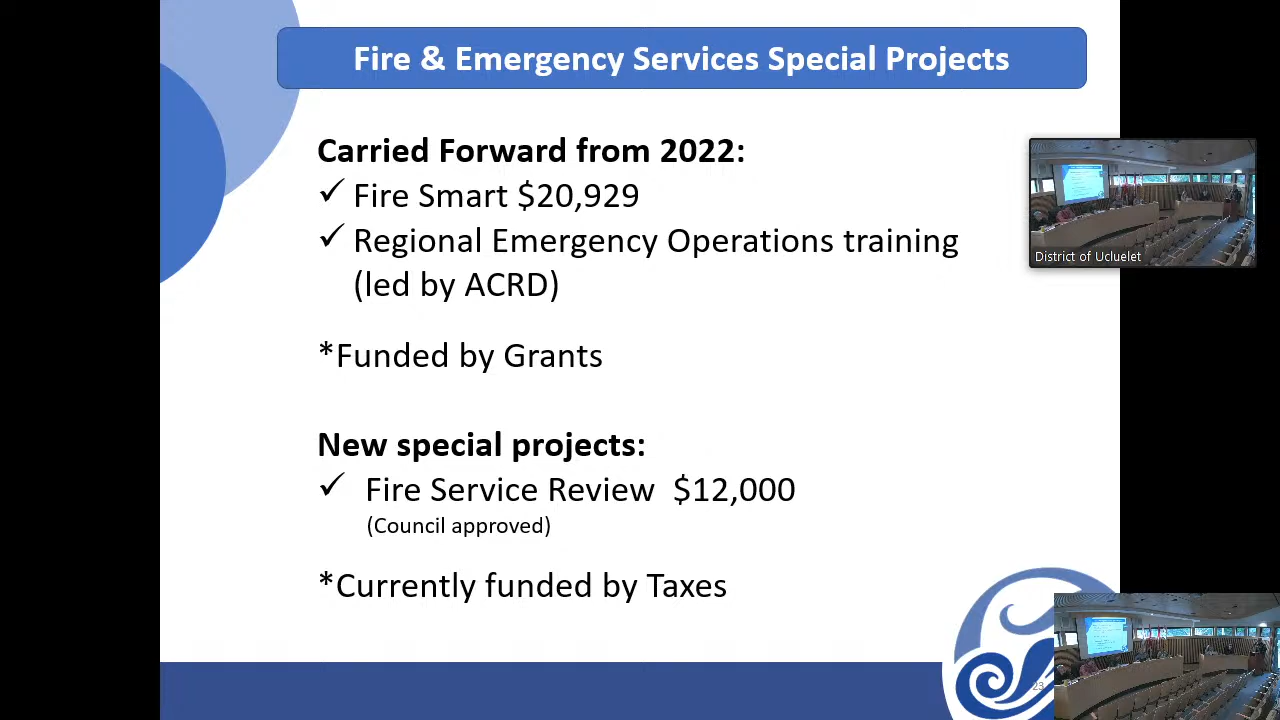 Fire & Emergency Services Special Projects
Carried Forward from 2022:
✓ Fire Smart $20,929
✓ Regional Emergency Operations training
(led by ACRD)
*Funded by Grants
New special projects:
✓ Fire Service Review $12,000
(Council approved)
*Currently funded by Taxes
District of Ucluelet
23